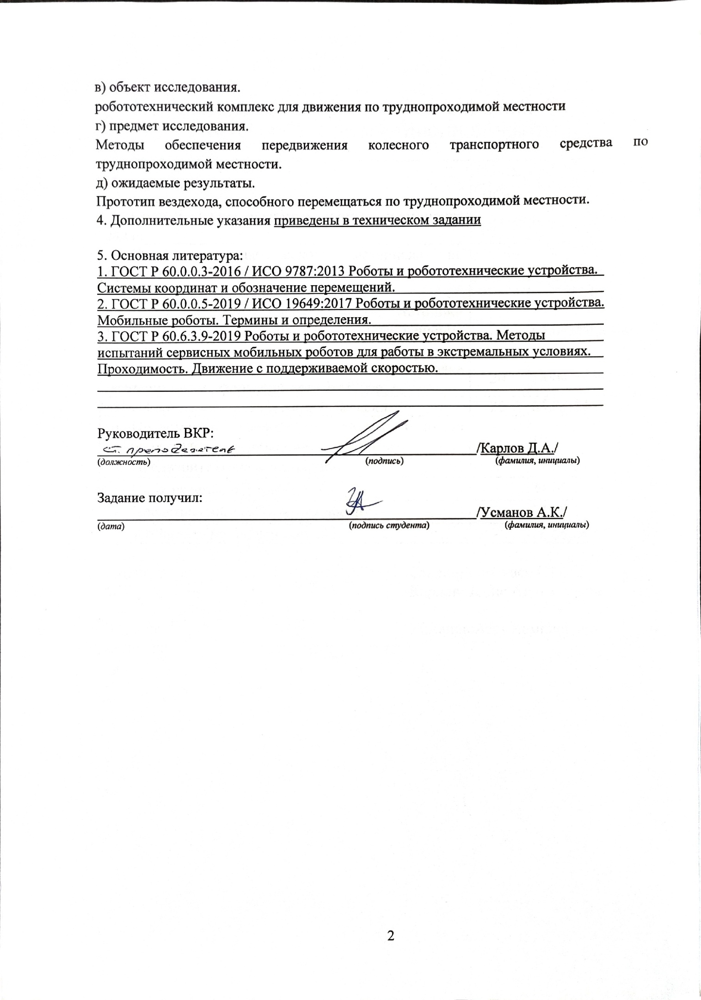 в) объект исследования.
робототехнический комплекс для движения по труднопроходимой местности
г) предмет исследования.
Методы обеспечения передвижения колесного транспортного средства по
труднопроходимой местности.
д) ожидаемые результаты.
Прототип вездехода, способного перемещаться по труднопроходимой местности.
4. Дополнительные указания приведены в техническом задании
5. Основная литература:
1. ГОСТ Р 60.0.0.3-2016 / ИСО 9787:2013 Роботы и робототехнические устройства.
Системы координат и обозначение перемещений.
2. ГОСТ Р 60.0.0.5-2019 / ИСО 19649:2017 Роботы и робототехнические устройства.
Мобильные роботы. Термины и определения.
3. ГОСТ Р 60.6.3.9-2019 Роботы и робототехнические устройства. Методы
испытаний сервисных мобильных роботов для работы в экстремальных условиях.
Проходимость. Движение с поддерживаемой скоростью.
Руководитель ВКР:
ст. преподаватель /Карлов Д.А./
(должность) (подпись) (фамилия, инициалы)
Задание получил:
/Усманов А.К./
(дата) (подпись студента) (фамилия, инициалы)
2